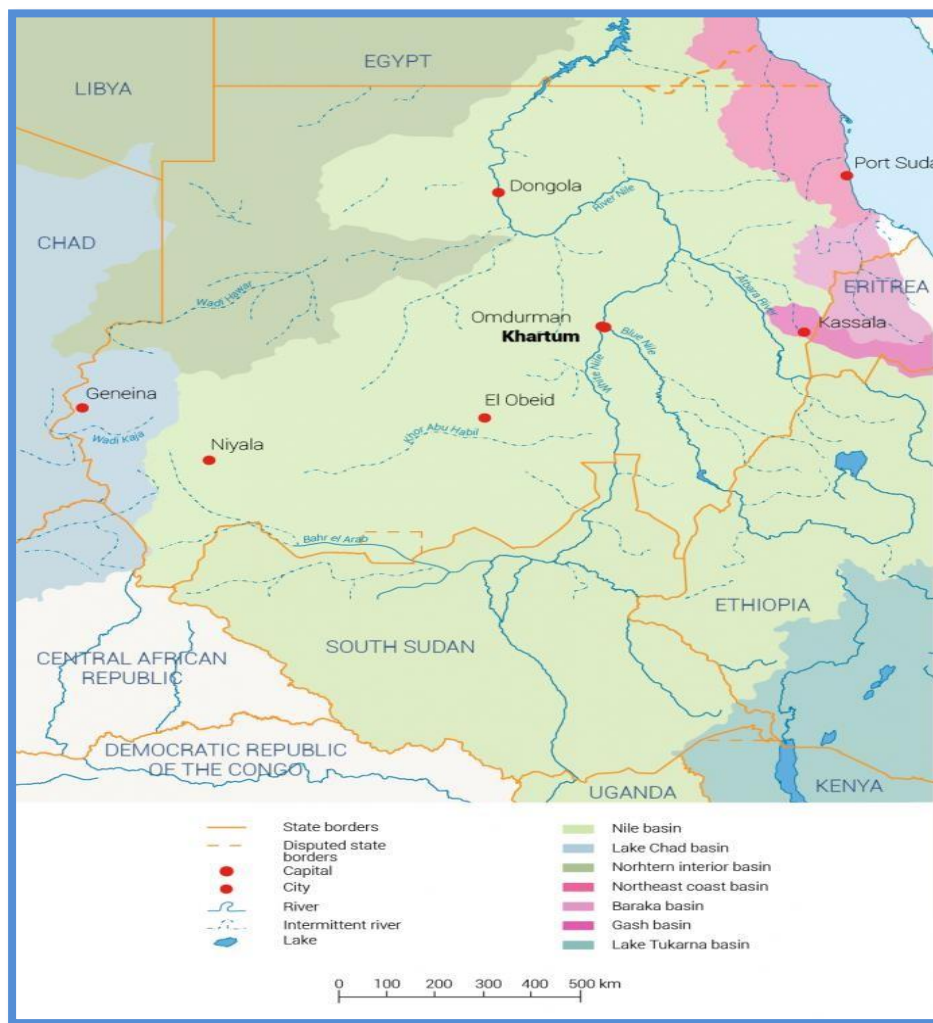 EGYPT
LIBYA
Port Suda
Dongola
River Nile
CHAD
ERITREA
Wadi Hawar
Atbara River
Omdurman
Khartum
Kassala
Blue Nile
White Nile
Geneina
El Obeid
Wadi Kaja
Khor Abu Habil
Niyala
Bahr el Arab
ETHIOPIA
SOUTH SUDAN
CENTRAL AFRICAN
REPUBLIC
DEMOCRATIC REPUBLIC
OF THE CONGO
UGANDA
KENYA
State borders
Disputed state
borders
Capital
City
River
Intermittent river
Lake
Nile basin
Lake Chad basin
Norhtern interior basin
Northeast coast basin
Baraka basin
Gash basin
Lake Tukarna basin
0 100 200 300 400 500 km